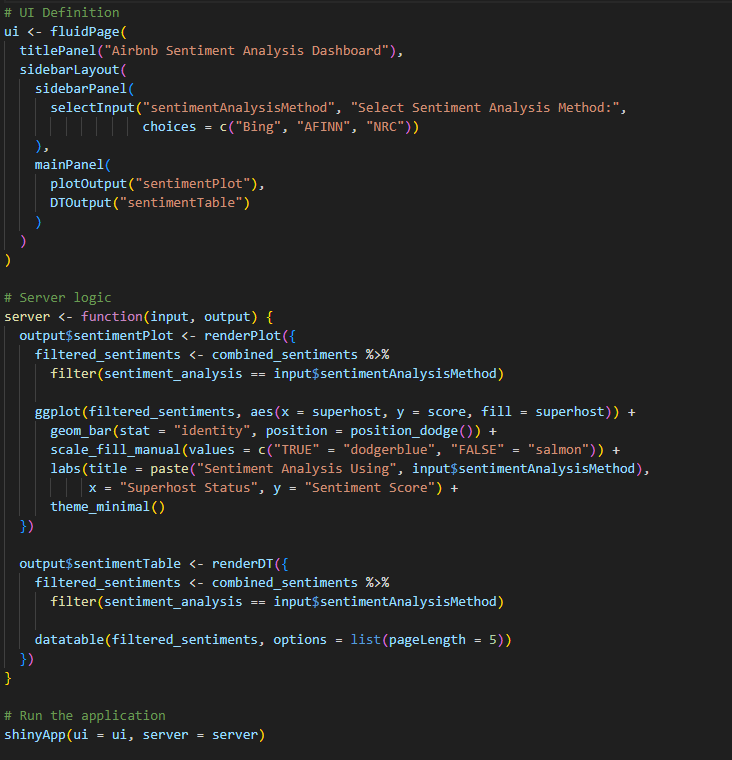 # UI Definition
ui <- fluidPage(
  titlePanel("Airbnb Sentiment Analysis Dashboard"),
  sidebarLayout(
    sidebarPanel(
      selectInput("sentimentAnalysisMethod", "Select Sentiment Analysis Method:",
                  choices = c("Bing", "AFINN", "NRC"))
    ),
    mainPanel(
      plotOutput("sentimentPlot"),
      DTOutput("sentimentTable")
    )
  )
)

# Server logic
server <- function(input, output) {
  output$sentimentPlot <- renderPlot({
    filtered_sentiments <- combined_sentiments %>%
      filter(sentiment_analysis == input$sentimentAnalysisMethod)

    ggplot(filtered_sentiments, aes(x = superhost, y = score, fill = superhost)) +
      geom_bar(stat = "identity", position = position_dodge()) +
      scale_fill_manual(values = c("TRUE" = "dodgerblue", "FALSE" = "salmon")) +
      labs(title = paste("Sentiment Analysis Using", input$sentimentAnalysisMethod),
           x = "Superhost Status", y = "Sentiment Score") +
      theme_minimal()
  })

  output$sentimentTable <- renderDT({
    filtered_sentiments <- combined_sentiments %>%
      filter(sentiment_analysis == input$sentimentAnalysisMethod)

    datatable(filtered_sentiments, options = list(pageLength = 5))
  })
}

# Run the application
shinyApp(ui = ui, server = server)